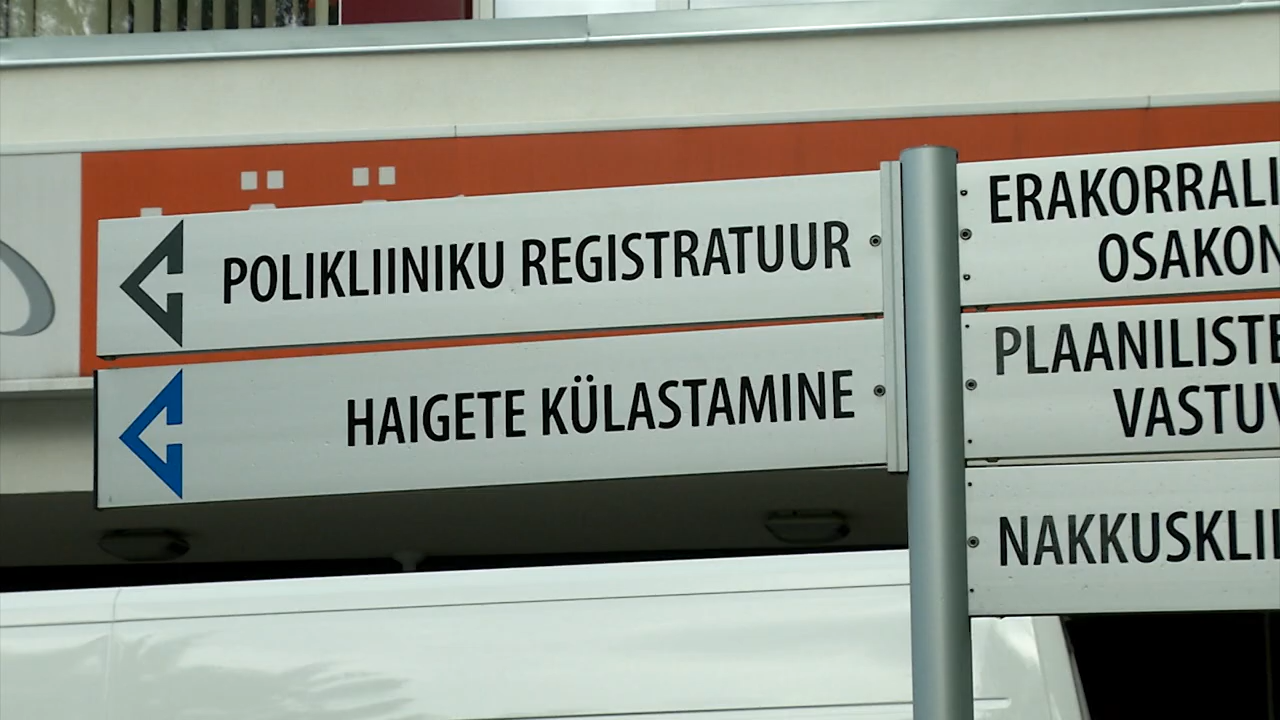 POLIKLIINIKU REGISTRATUUR
HAIGETE KÜLASTAMINE
ERAKORRALI
OSAKON
PLAANILISTE
VASTUV
NAKKUSKLII